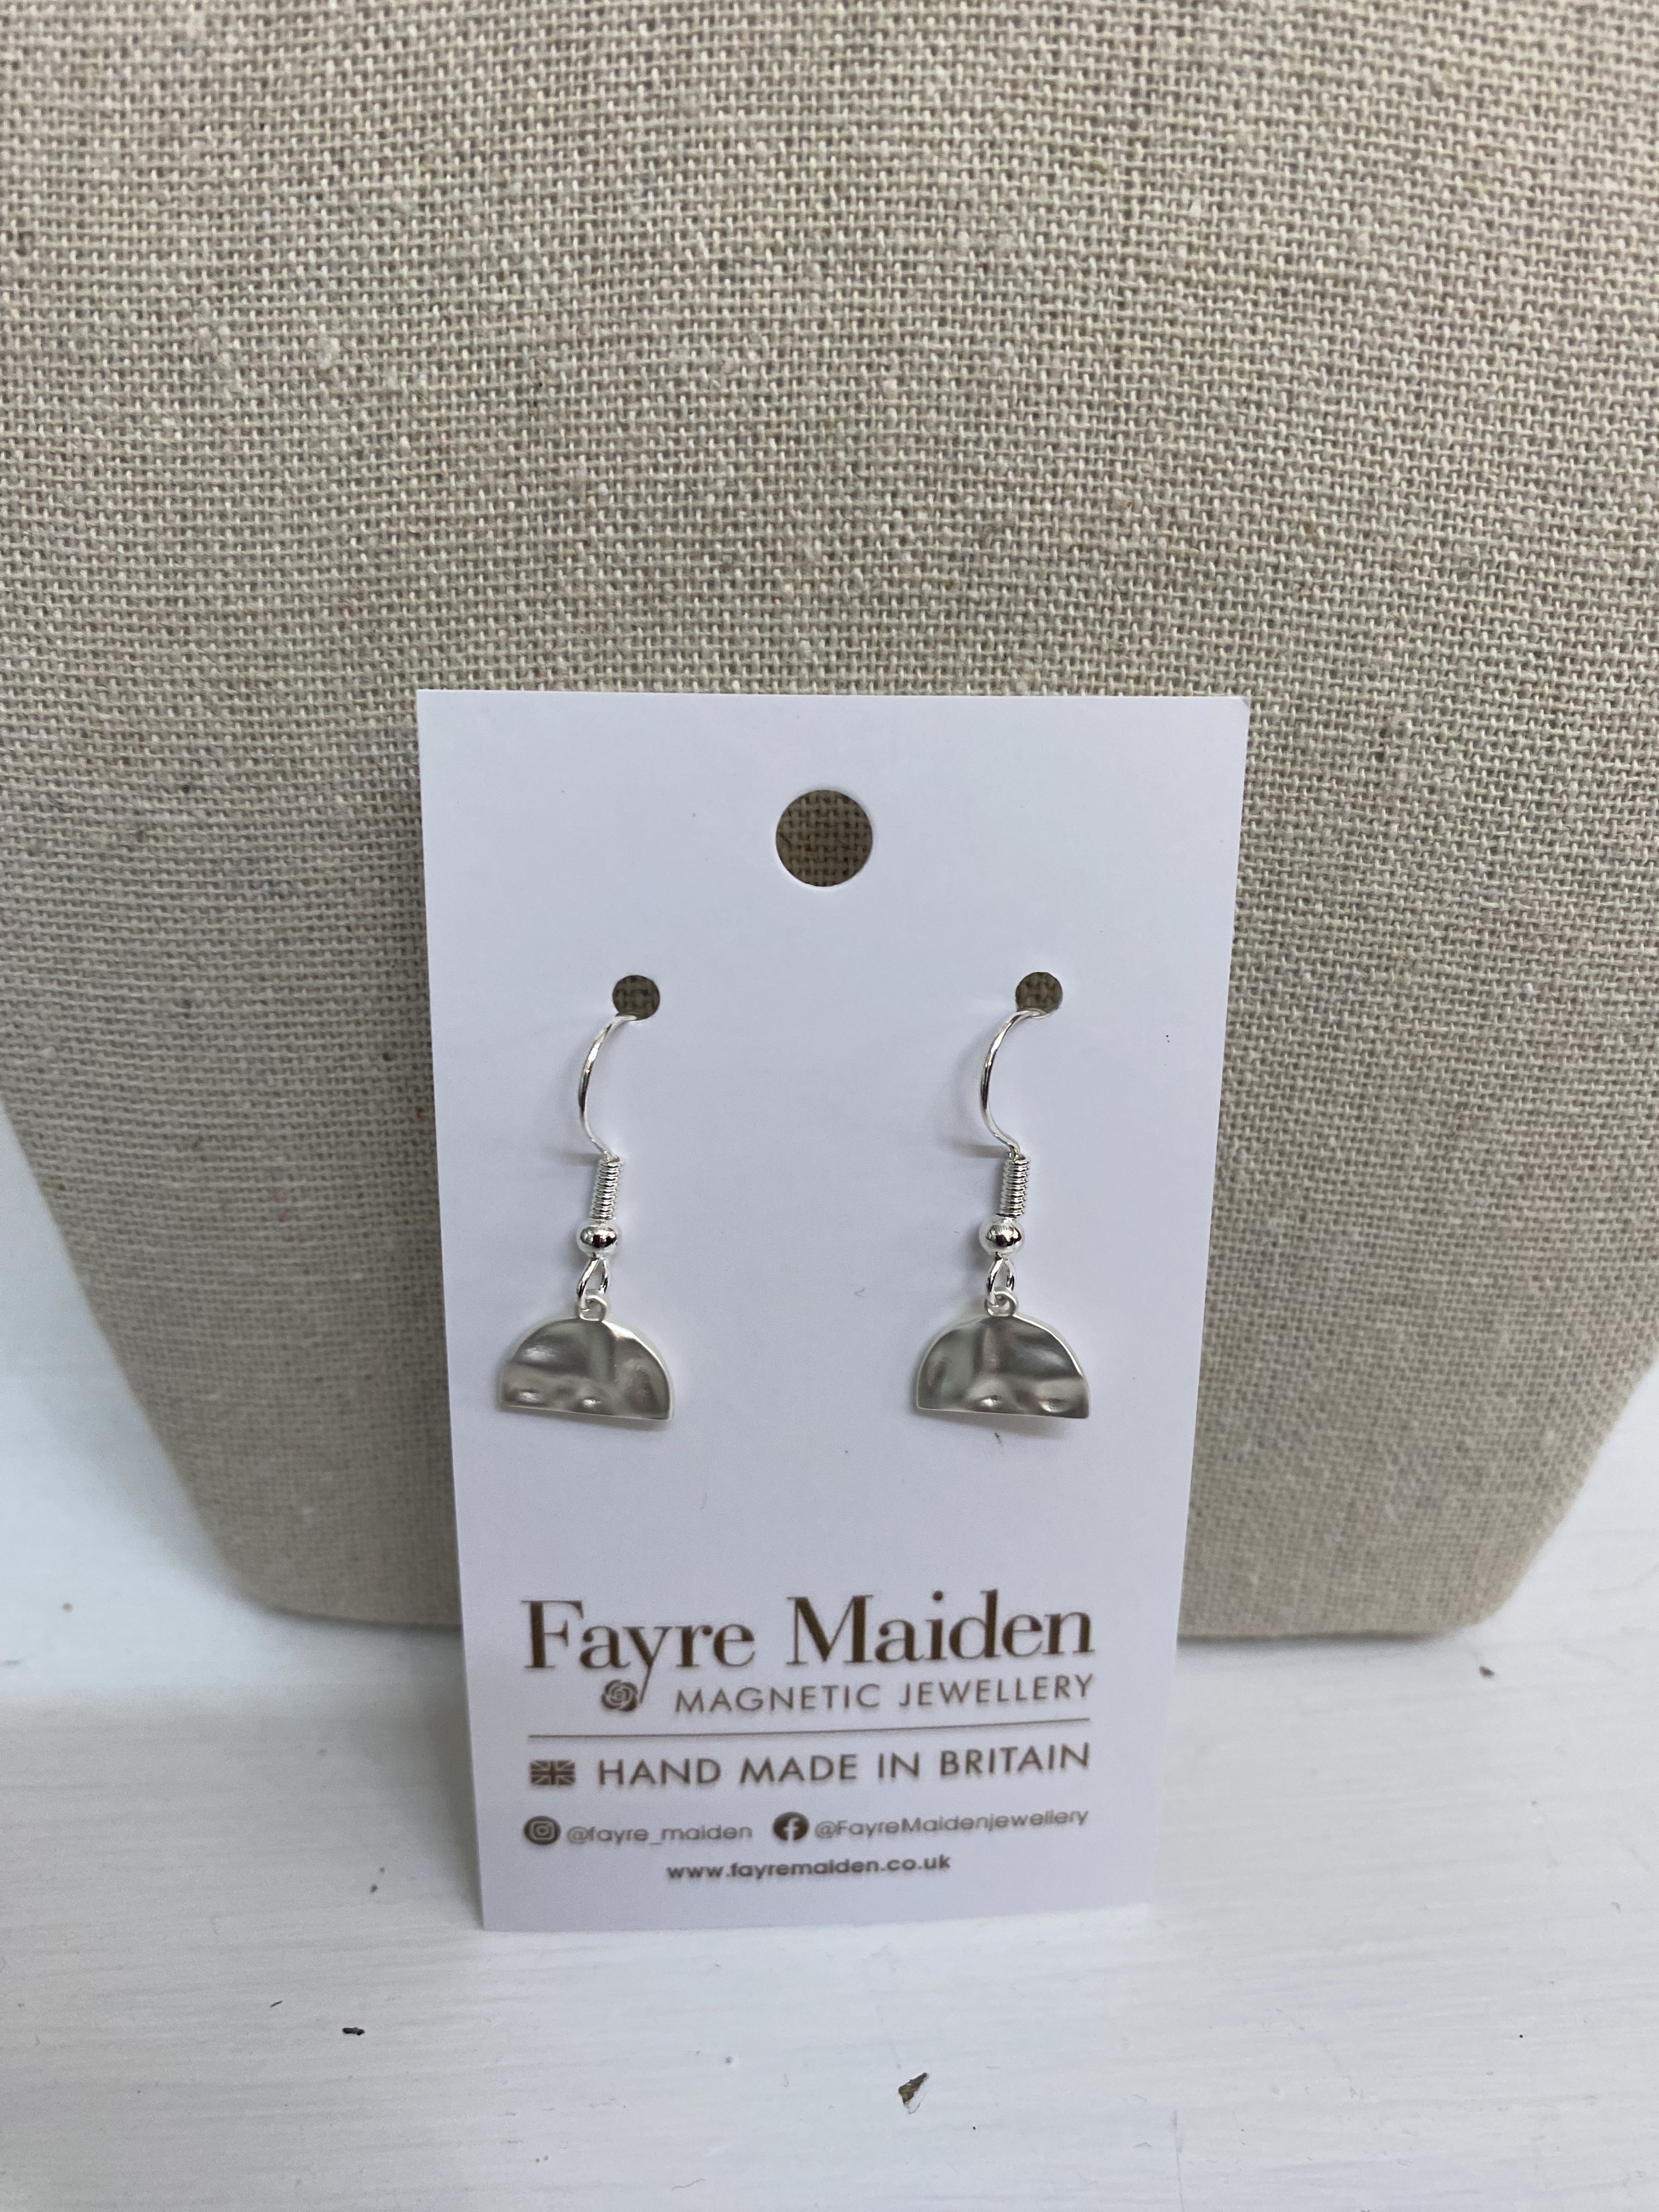 Fayre Maiden
MAGNETIC JEWELLERY
HAND MADE IN BRITAIN
@fayre_maiden @FayreMaidenjewellery
www.fayremaiden.co.uk